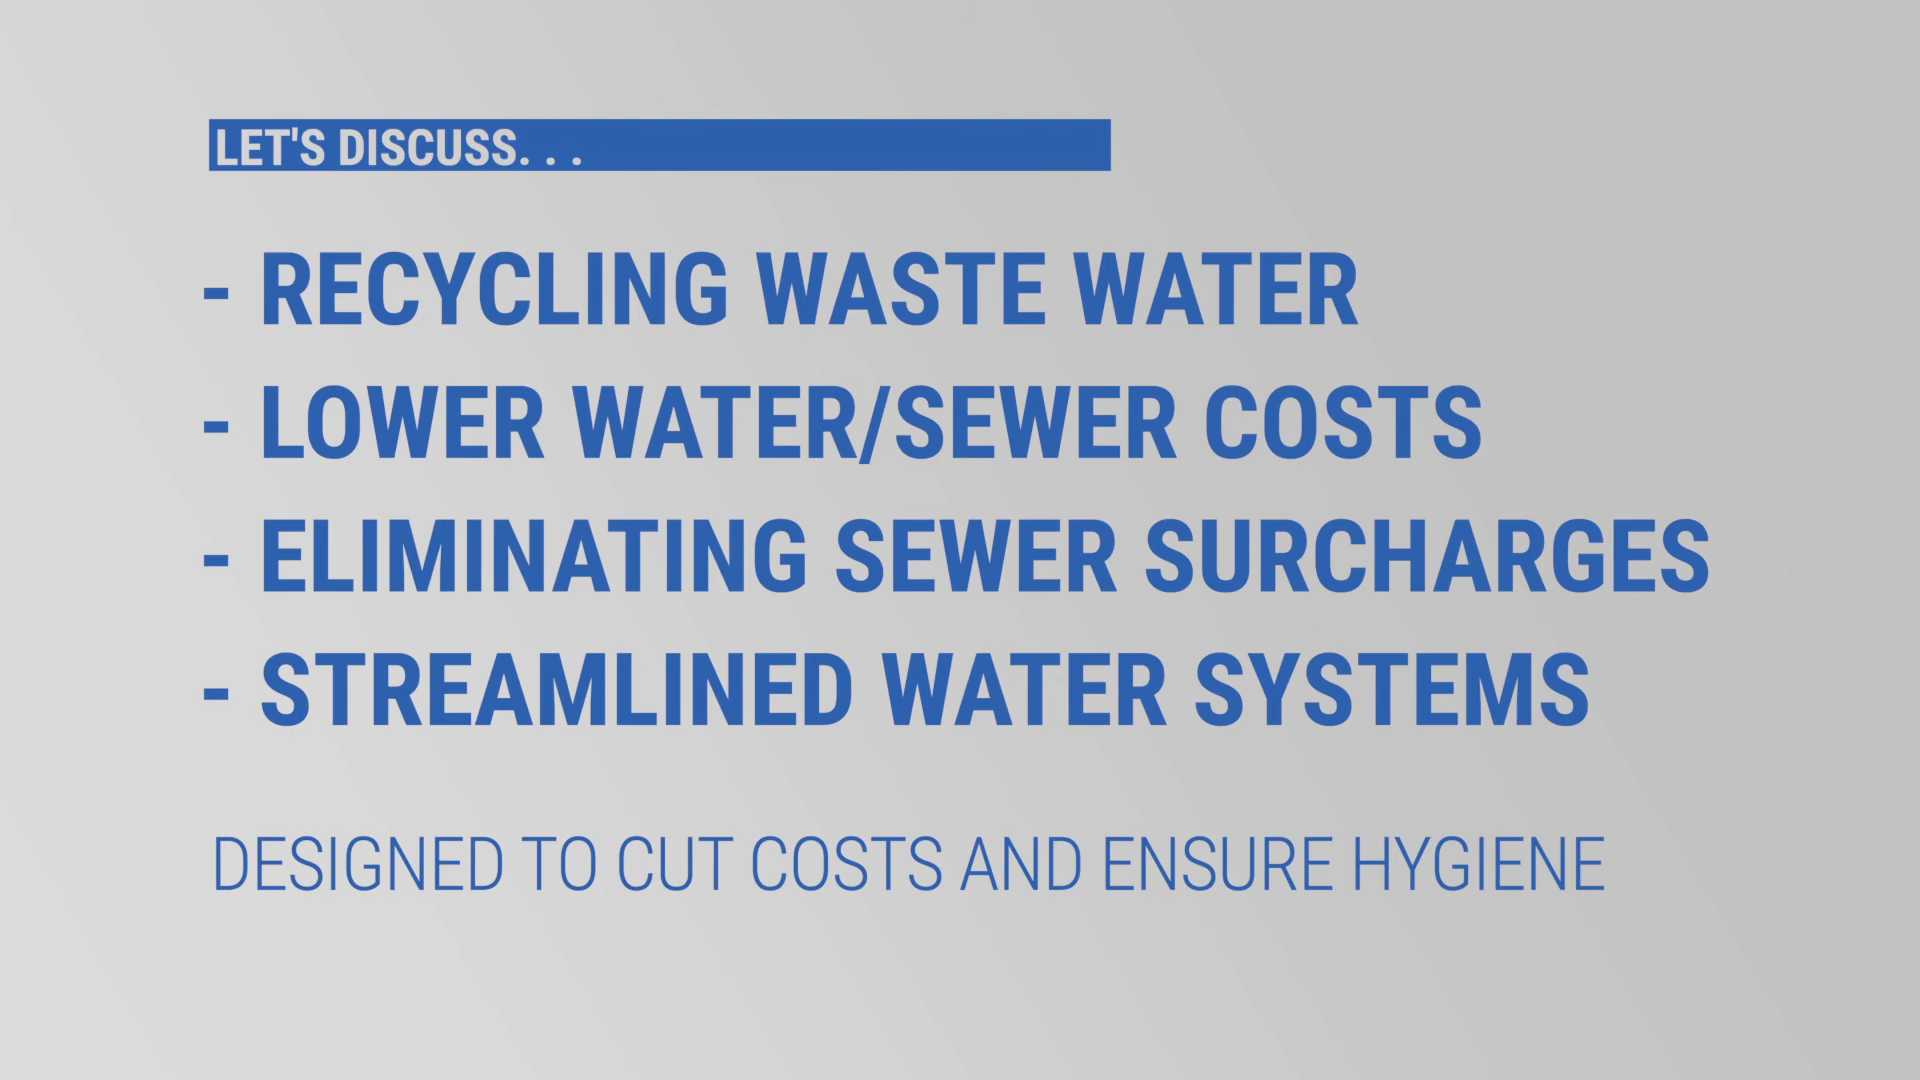 LET'S DISCUSS. . .
- RECYCLING WASTE WATER
- LOWER WATER/SEWER COSTS
- ELIMINATING SEWER SURCHARGES
- STREAMLINED WATER SYSTEMS
DESIGNED TO CUT COSTS AND ENSURE HYGIENE